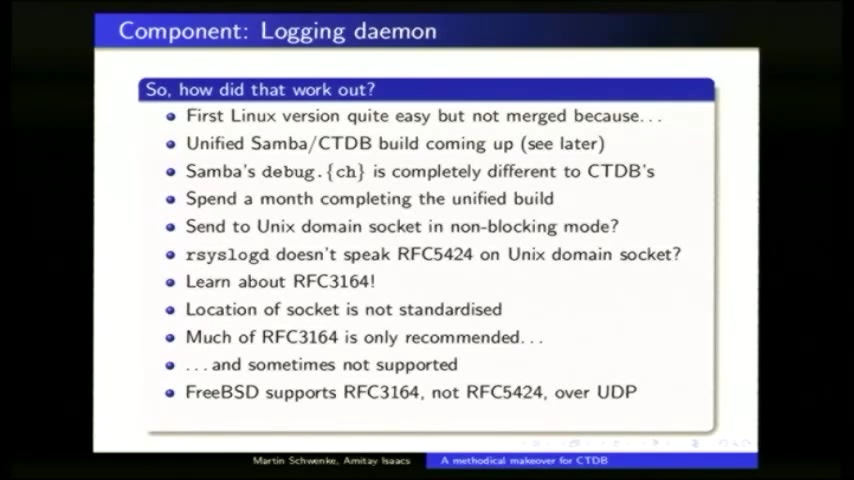 Component: Logging daemon
So, how did that work out?
First Linux version quite easy but not merged because...
Unified Samba/CTDB build coming up (see later)
Samba's debug.{ch} is completely different to CTDB's
Spend a month completing the unified build
Send to Unix domain socket in non-blocking mode?
rsyslogd doesn't speak RFC5424 on Unix domain socket?
Learn about RFC3164!
Location of socket is not standardised
Much of RFC3164 is only recommended...
...and sometimes not supported
FreeBSD supports RFC3164, not RFC5424, over UDP
Martin Schwenke, Amitay Isaacs
A methodical makeover for CTDB